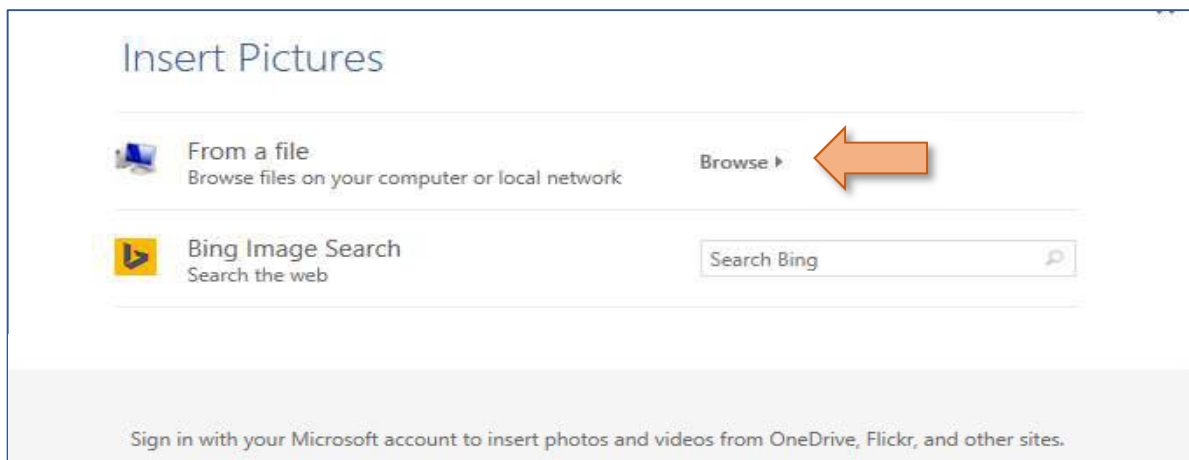 Insert Pictures
From a file
Browse files on your computer or local network
Browse
Bing Image Search
Search the web
Search Bing
Sign in with your Microsoft account to insert photos and videos from OneDrive, Flickr, and other sites.